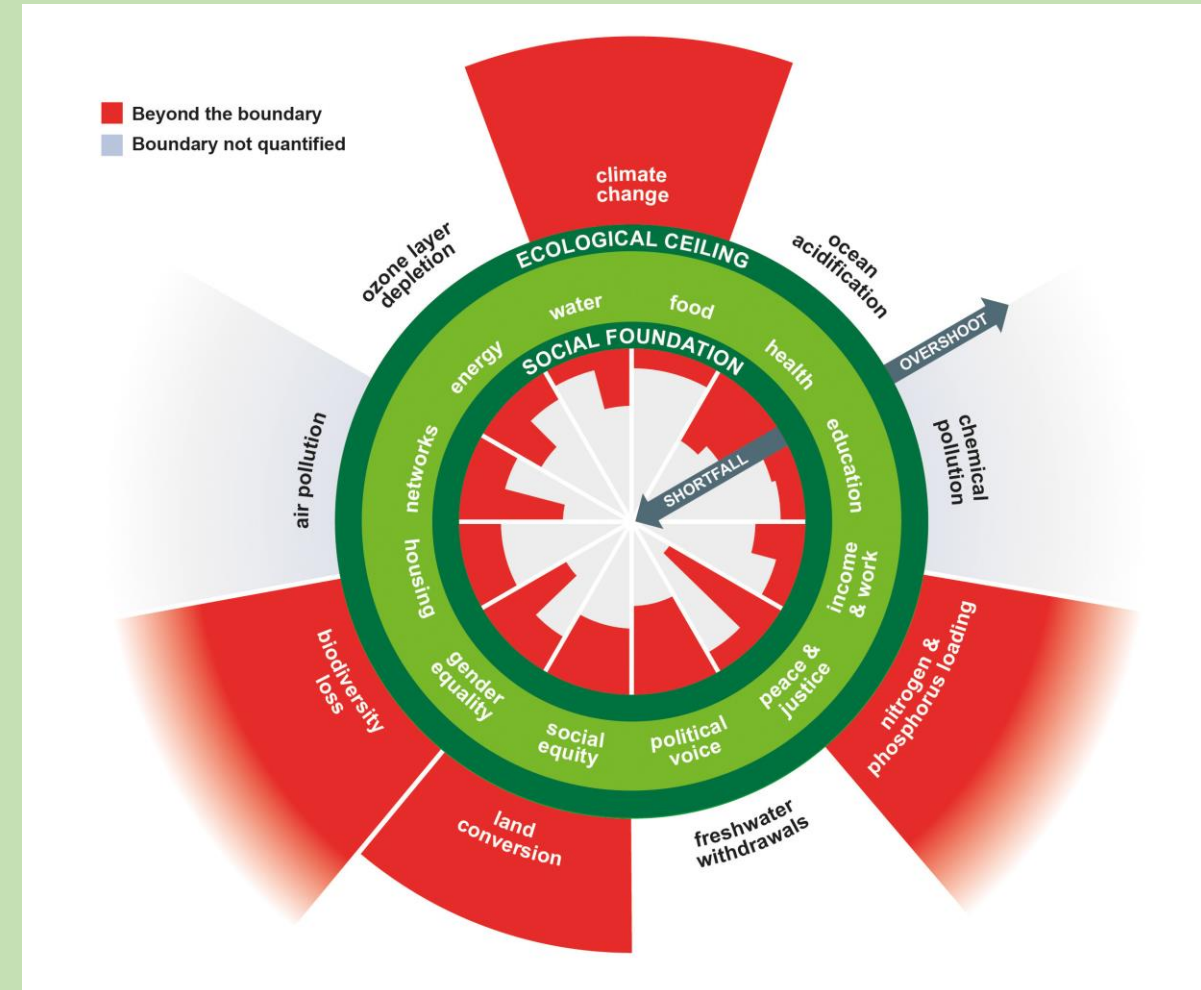 Beyond the boundary
Boundary not quantified
climate
change
ozone layer
depletion
ocean
acidification
ECOLOGICAL CEILING
OVERSHOOT
water
food
energy
health
SOCIAL FOUNDATION
networks
education
SHORTFALL
air pollution
chemical
pollution
housing
income
& work
biodiversity
loss
gender
equality
social
equity
political
voice
peace &
justice
nitrogen &
phosphorus loading
land
conversion
freshwater
withdrawals